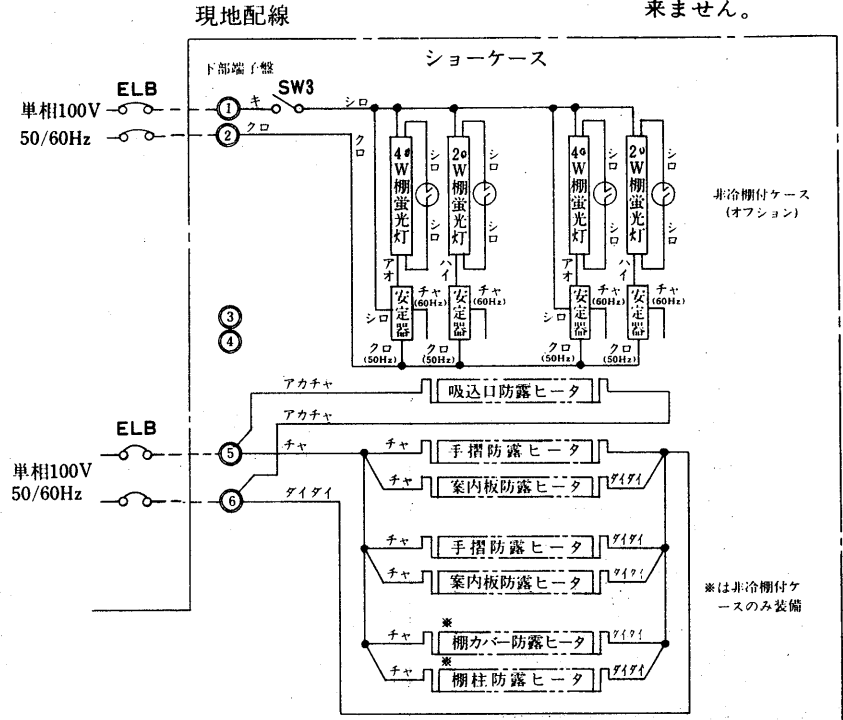 現地配線
来ません。
ショーケース
下部端子盤
ELB
単相100V
50/60Hz
① キ SW3 シロ
② クロ
クロ
40W棚蛍光灯 シロ シロ
20W棚蛍光灯 シロ シロ
40W棚蛍光灯 シロ シロ
20W棚蛍光灯 シロ シロ
非冷棚付ケース
(オプション)
アオ ハイ アオ ハイ
シロ 安定器 チャ (60Hz) 安定器 チャ (60Hz)
シロ 安定器 チャ (60Hz) 安定器 チャ (60Hz)
クロ (50Hz) クロ (50Hz) クロ (50Hz) クロ (50Hz)
③
④
アカチャ 吸込口防露ヒータ
アカチャ
ELB
単相100V
50/60Hz
⑤ チャ
⑥ ダイダイ
チャ 手摺防露ヒータ
チャ 案内板防露ヒータ ダイダイ
チャ 手摺防露ヒータ ダイダイ
チャ 案内板防露ヒータ ダイダイ
※
チャ 棚カバー防露ヒータ ダイダイ
※
チャ 棚柱防露ヒータ ダイダイ
※は非冷棚付ケ
ースのみ装備